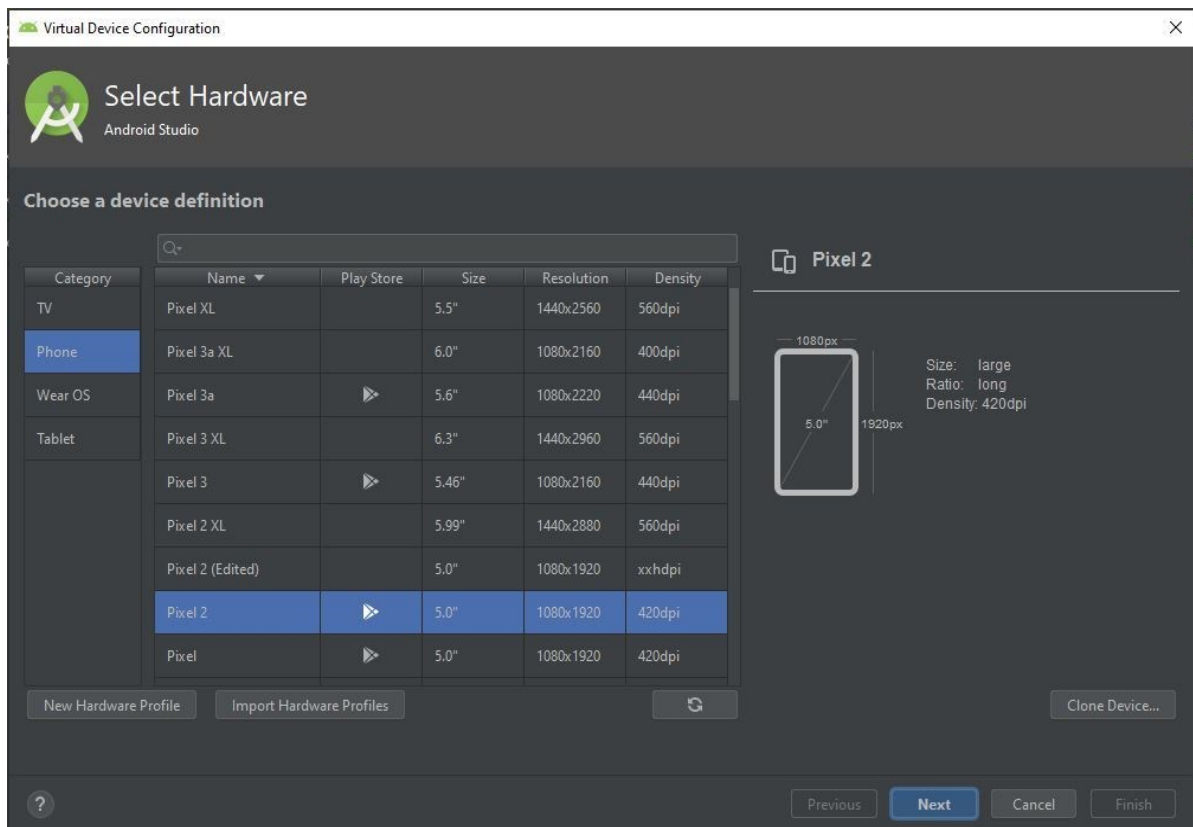 Virtual Device Configuration
Select Hardware
Android Studio
Choose a device definition
Category
TV
Phone
Wear OS
Tablet
Name Play Store Size Resolution Density
Pixel XL 5.5" 1440x2560 560dpi
Pixel 3a XL 6.0" 1080x2160 400dpi
Pixel 3a 5.6" 1080x2220 440dpi
Pixel 3 XL 6.3" 1440x2960 560dpi
Pixel 3 5.46" 1080x2160 440dpi
Pixel 2 XL 5.99" 1440x2880 560dpi
Pixel 2 (Edited) 5.0" 1080x1920 xxhdpi
Pixel 2 5.0" 1080x1920 420dpi
Pixel 5.0" 1080x1920 420dpi
New Hardware Profile Import Hardware Profiles
Pixel 2
1080px
5.0"
1920px
Size: large
Ratio: long
Density: 420dpi
Clone Device...
? Previous Next Cancel Finish